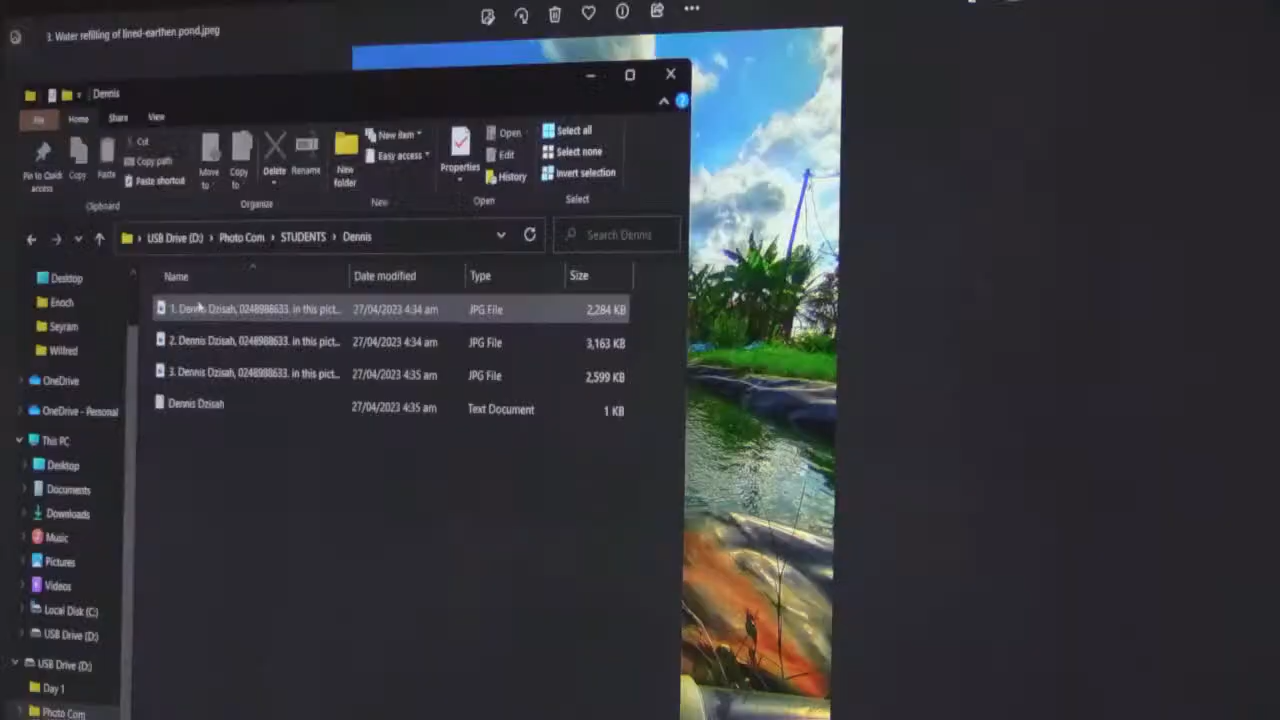 3. Water refilling of lined-earthen pond.jpeg
Dennis
File Home Share View
Pin to Quick access
Copy
Paste
Cut
Copy path
Paste shortcut
Clipboard
Move to
Copy to
Delete
Rename
Organize
New folder
New item
Easy access
New
Properties
Open
Edit
History
Open
Select all
Select none
Invert selection
Select
USB Drive (D:) › Photo Com › STUDENTS › Dennis
Search Dennis
Name Date modified Type Size
1. Dennis Dzisah, 0248988633. in this pict... 27/04/2023 4:34 am JPG File 2,284 KB
2. Dennis Dzisah, 0248988633. in this pict... 27/04/2023 4:34 am JPG File 3,163 KB
3. Dennis Dzisah, 0248988633. in this pict... 27/04/2023 4:35 am JPG File 2,599 KB
Dennis Dzisah 27/04/2023 4:35 am Text Document 1 KB
Desktop
Enoch
Seyram
Wilfred
OneDrive
OneDrive - Personal
This PC
Desktop
Documents
Downloads
Music
Pictures
Videos
Local Disk (C:)
USB Drive (D:)
USB Drive (D:)
Day 1
Photo Com